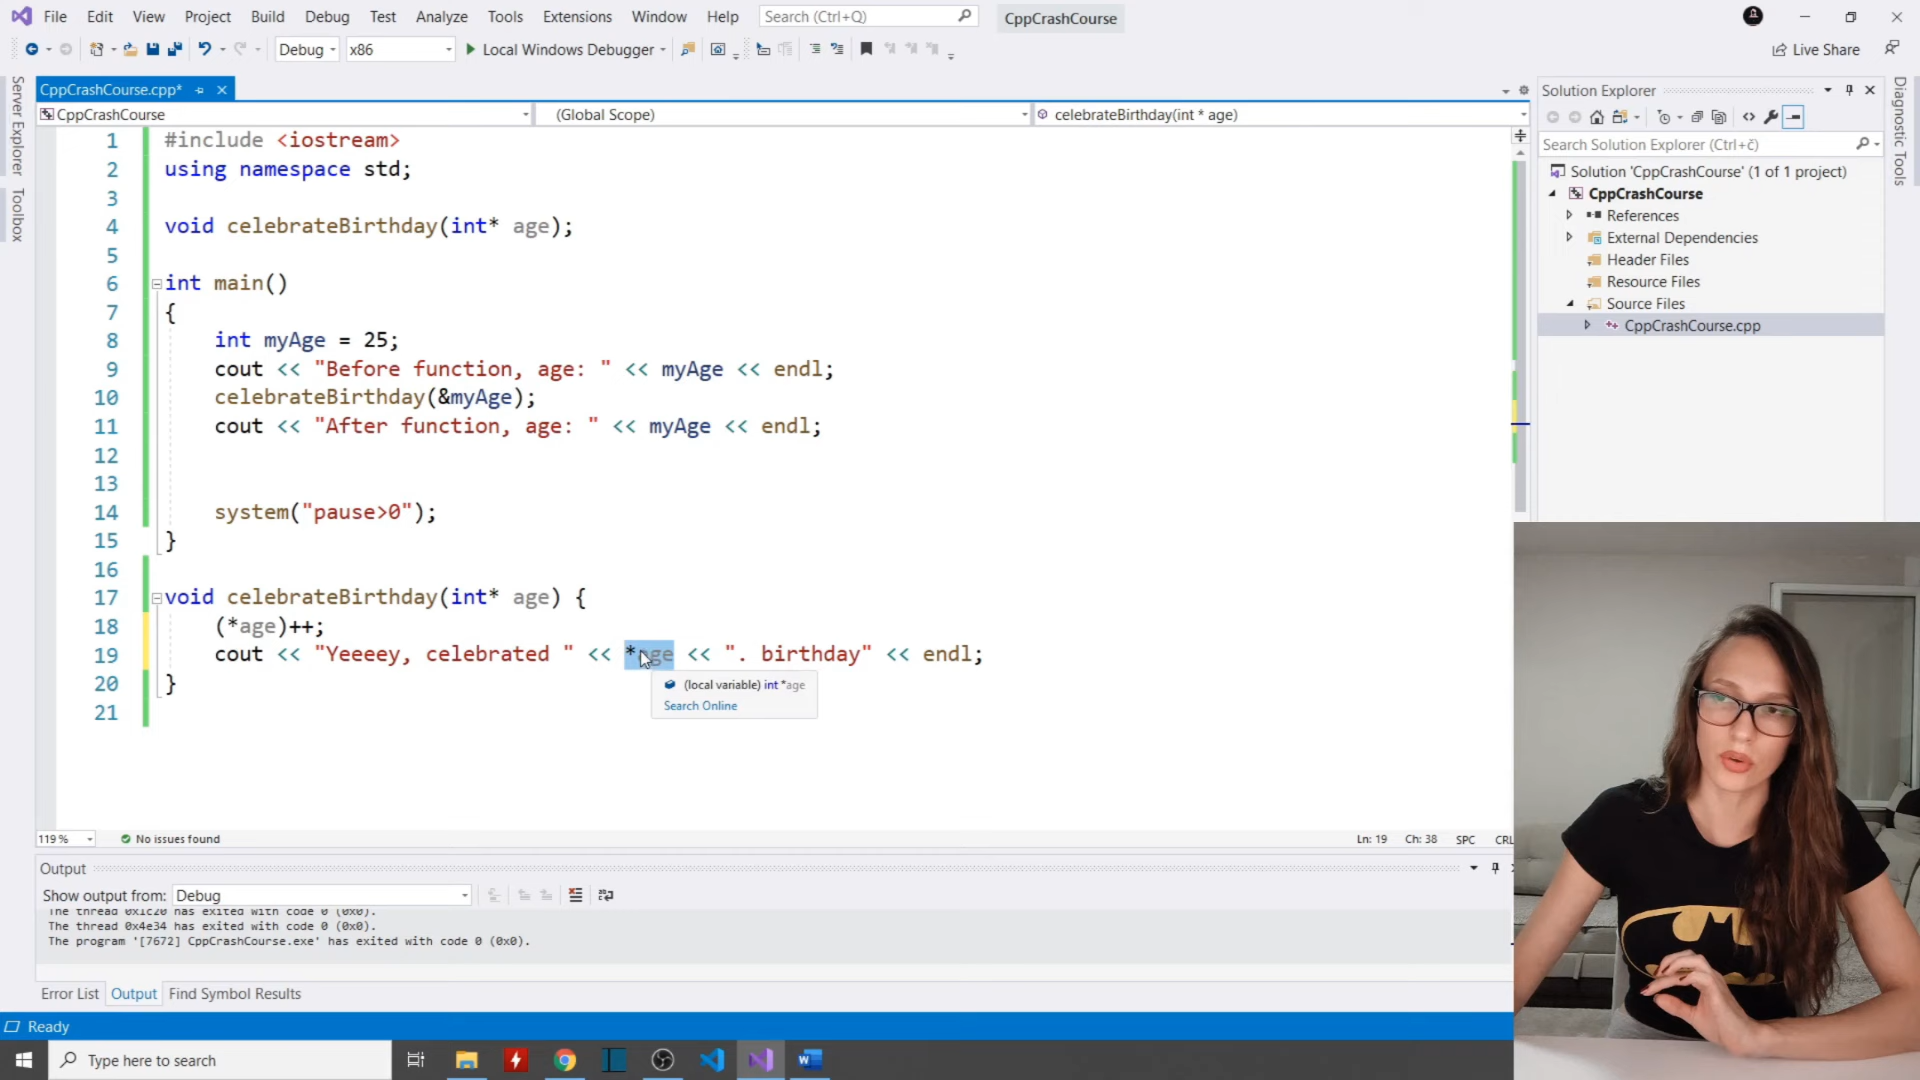 File Edit View Project Build Debug Test Analyze Tools Extensions Window Help Search (Ctrl+Q) CppCrashCourse
Debug x86 Local Windows Debugger Live Share
Server Explorer
Toolbox
CppCrashCourse.cpp*
CppCrashCourse (Global Scope) celebrateBirthday(int * age)
1 #include <iostream>
2 using namespace std;
3
4 void celebrateBirthday(int* age);
5
6 int main()
7 {
8 int myAge = 25;
9 cout << "Before function, age: " << myAge << endl;
10 celebrateBirthday(&myAge);
11 cout << "After function, age: " << myAge << endl;
12
13
14 system("pause>0");
15 }
16
17 void celebrateBirthday(int* age) {
18 (*age)++;
19 cout << "Yeeeey, celebrated " << *age << ". birthday" << endl;
20 }
21
(local variable) int *age
Search Online
119 % No issues found Ln: 19 Ch: 38 SPC CRL
Output
Show output from: Debug
The thread 0x1c20 has exited with code 0 (0x0).
The thread 0x4e34 has exited with code 0 (0x0).
The program '[7672] CppCrashCourse.exe' has exited with code 0 (0x0).
Error List Output Find Symbol Results
Ready
Type here to search
Solution Explorer
Search Solution Explorer (Ctrl+č)
Solution 'CppCrashCourse' (1 of 1 project)
CppCrashCourse
References
External Dependencies
Header Files
Resource Files
Source Files
CppCrashCourse.cpp
Diagnostic Tools